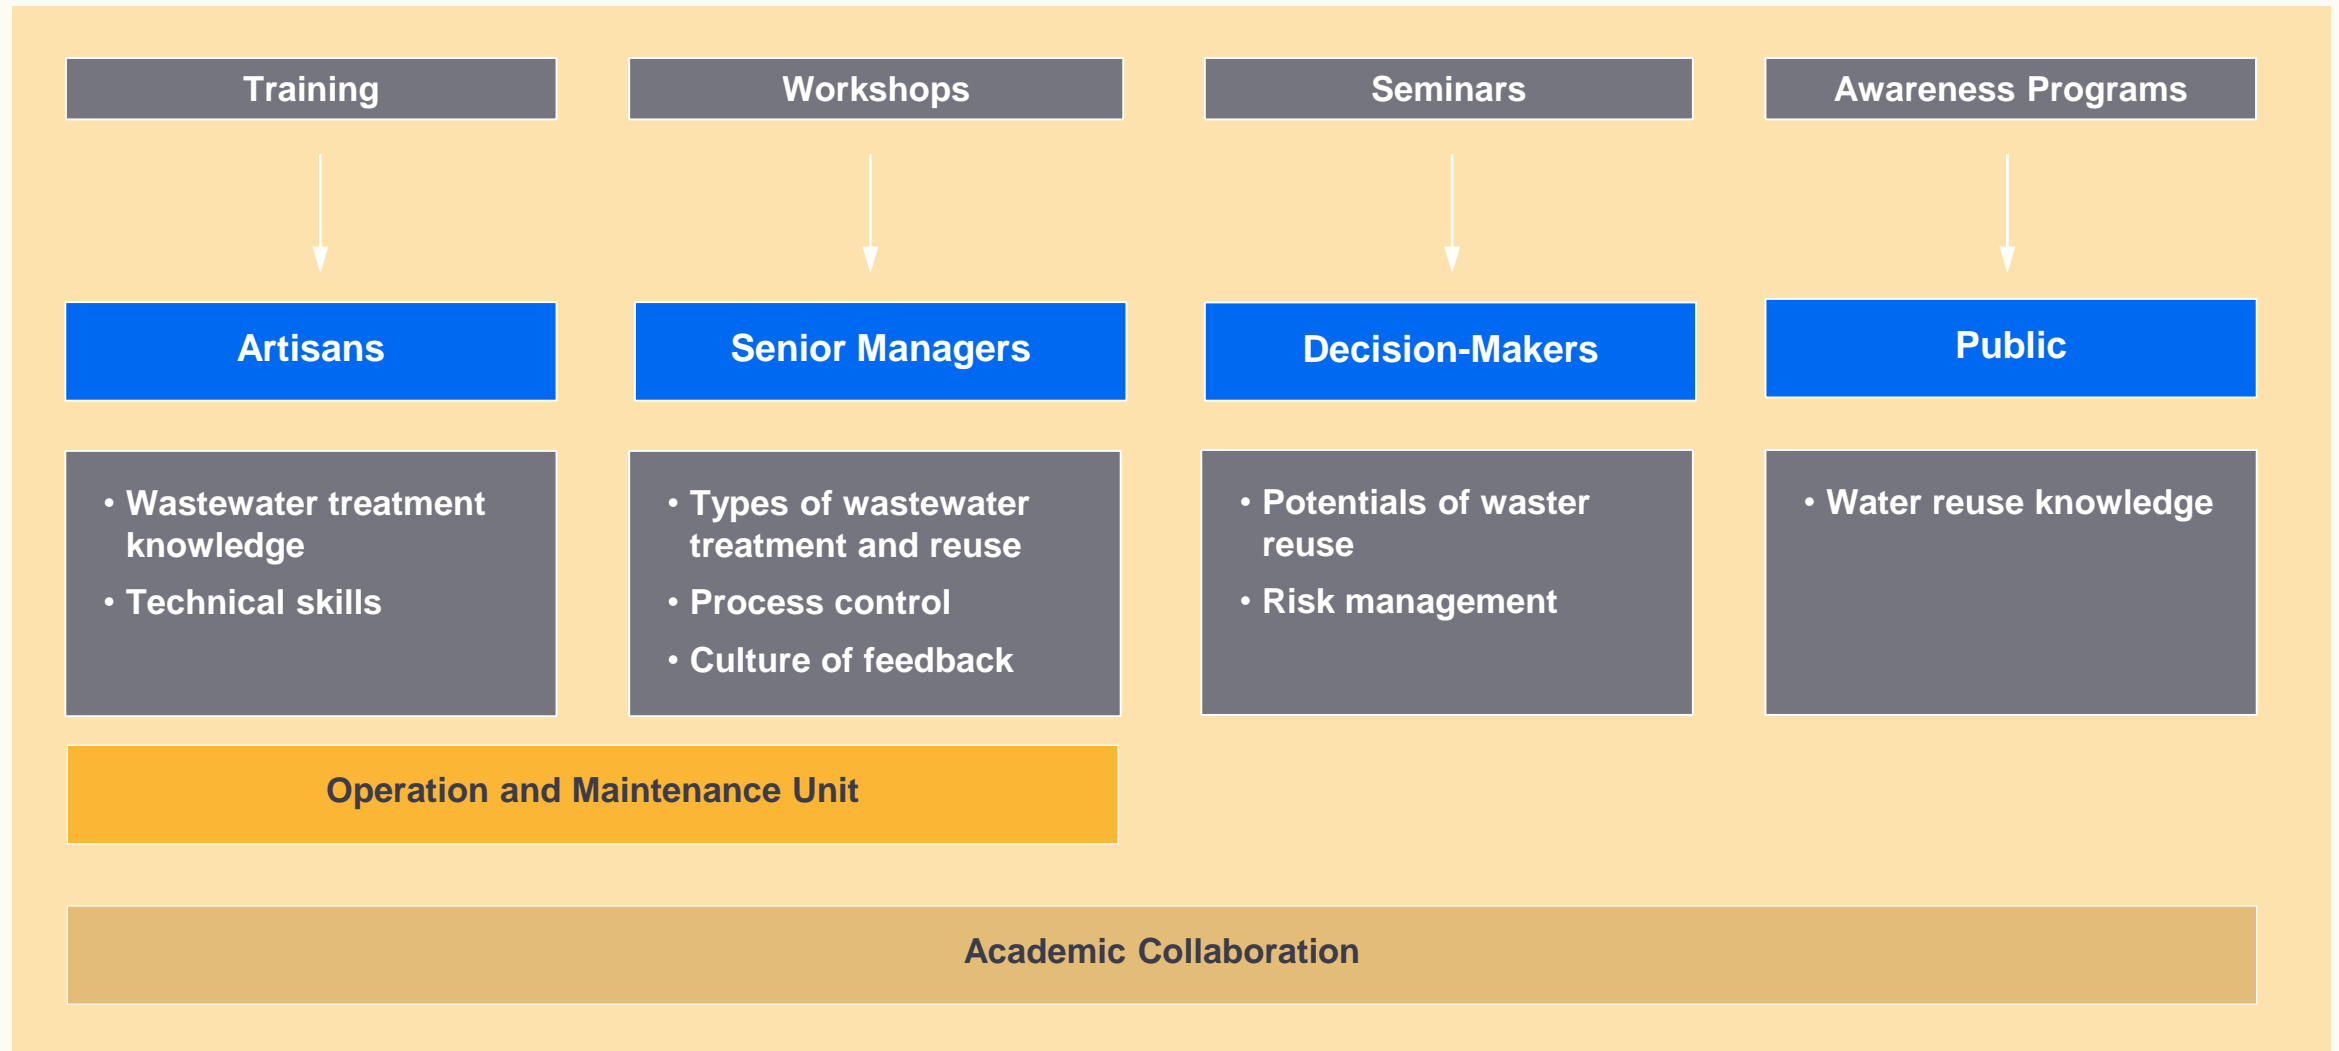 Training
Workshops
Seminars
Awareness Programs
Artisans
Senior Managers
Decision-Makers
Public
• Wastewater treatment
knowledge
• Technical skills
• Types of wastewater
treatment and reuse
• Process control
• Culture of feedback
• Potentials of waster
reuse
• Risk management
• Water reuse knowledge
Operation and Maintenance Unit
Academic Collaboration